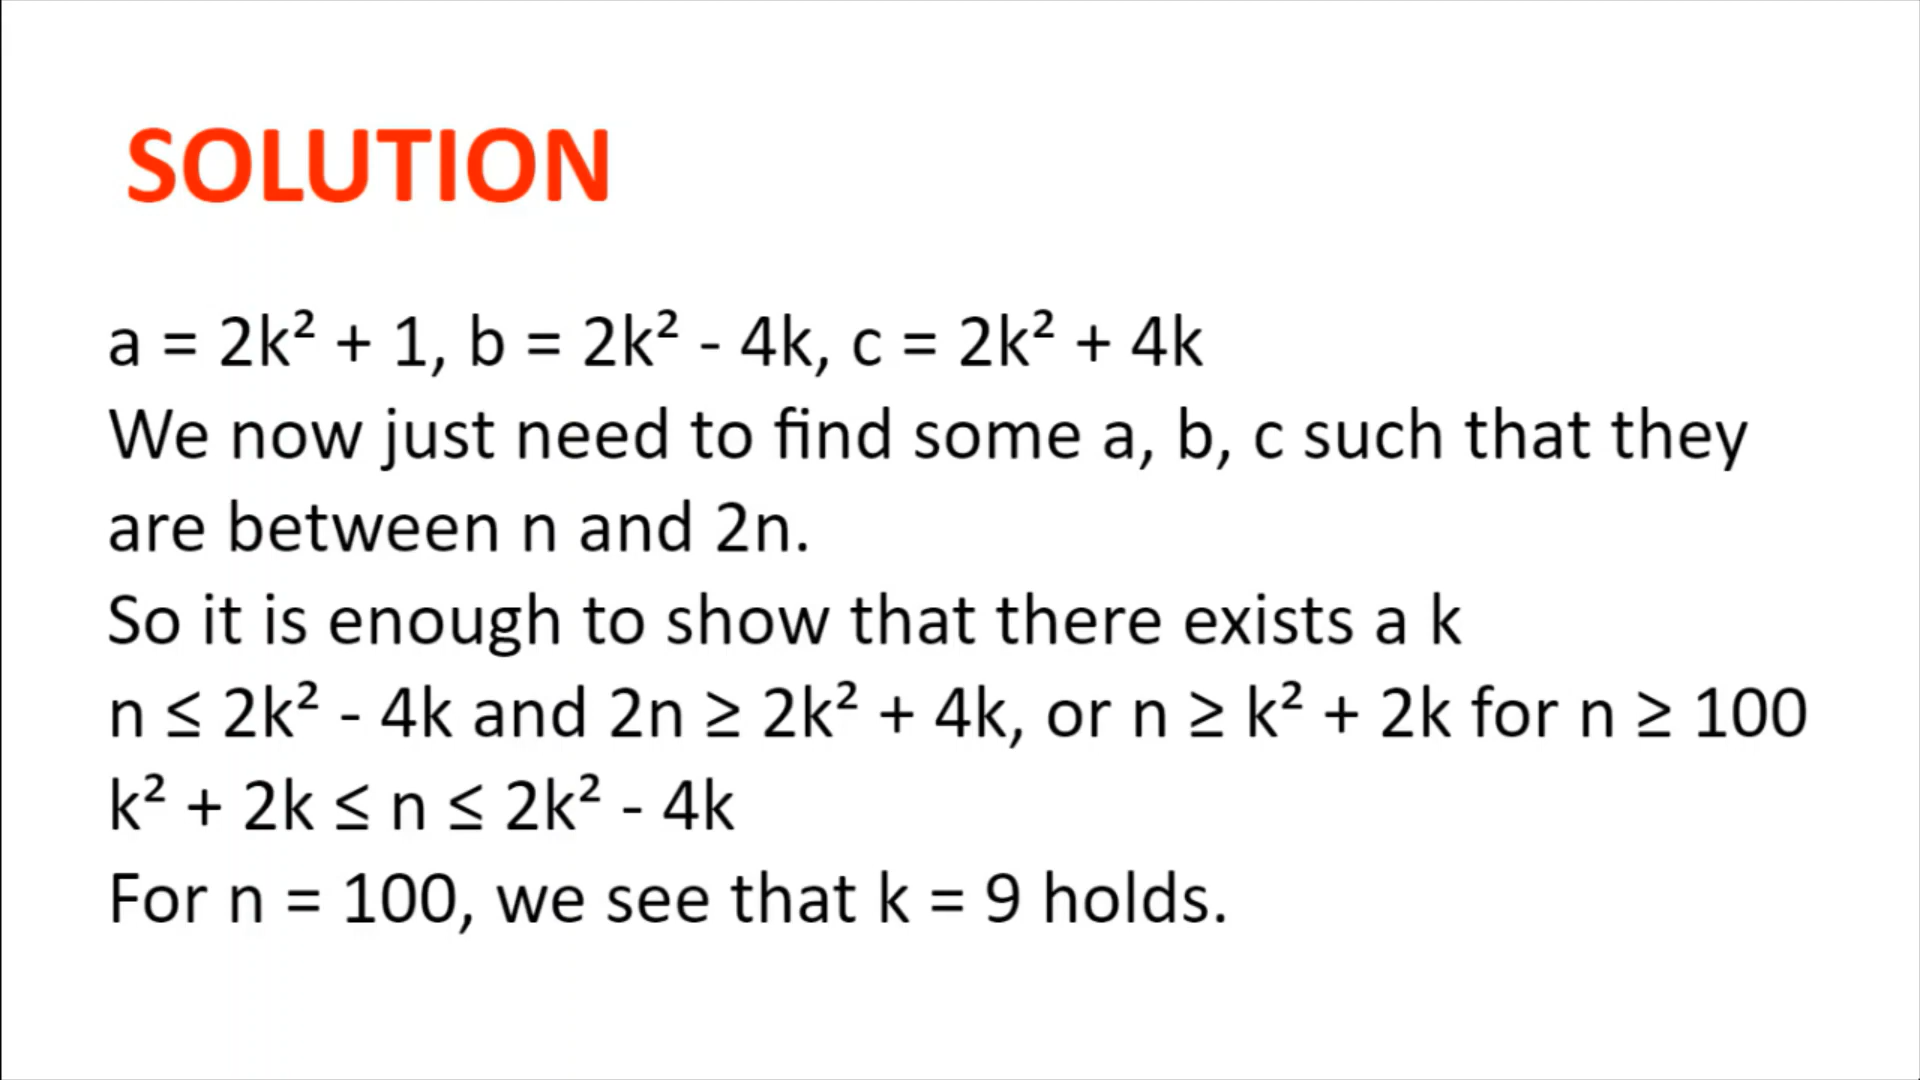 SOLUTION
a = 2k² + 1, b = 2k² - 4k, c = 2k² + 4k
We now just need to find some a, b, c such that they
are between n and 2n.
So it is enough to show that there exists a k
n ≤ 2k² - 4k and 2n ≥ 2k² + 4k, or n ≥ k² + 2k for n ≥ 100
k² + 2k ≤ n ≤ 2k² - 4k
For n = 100, we see that k = 9 holds.